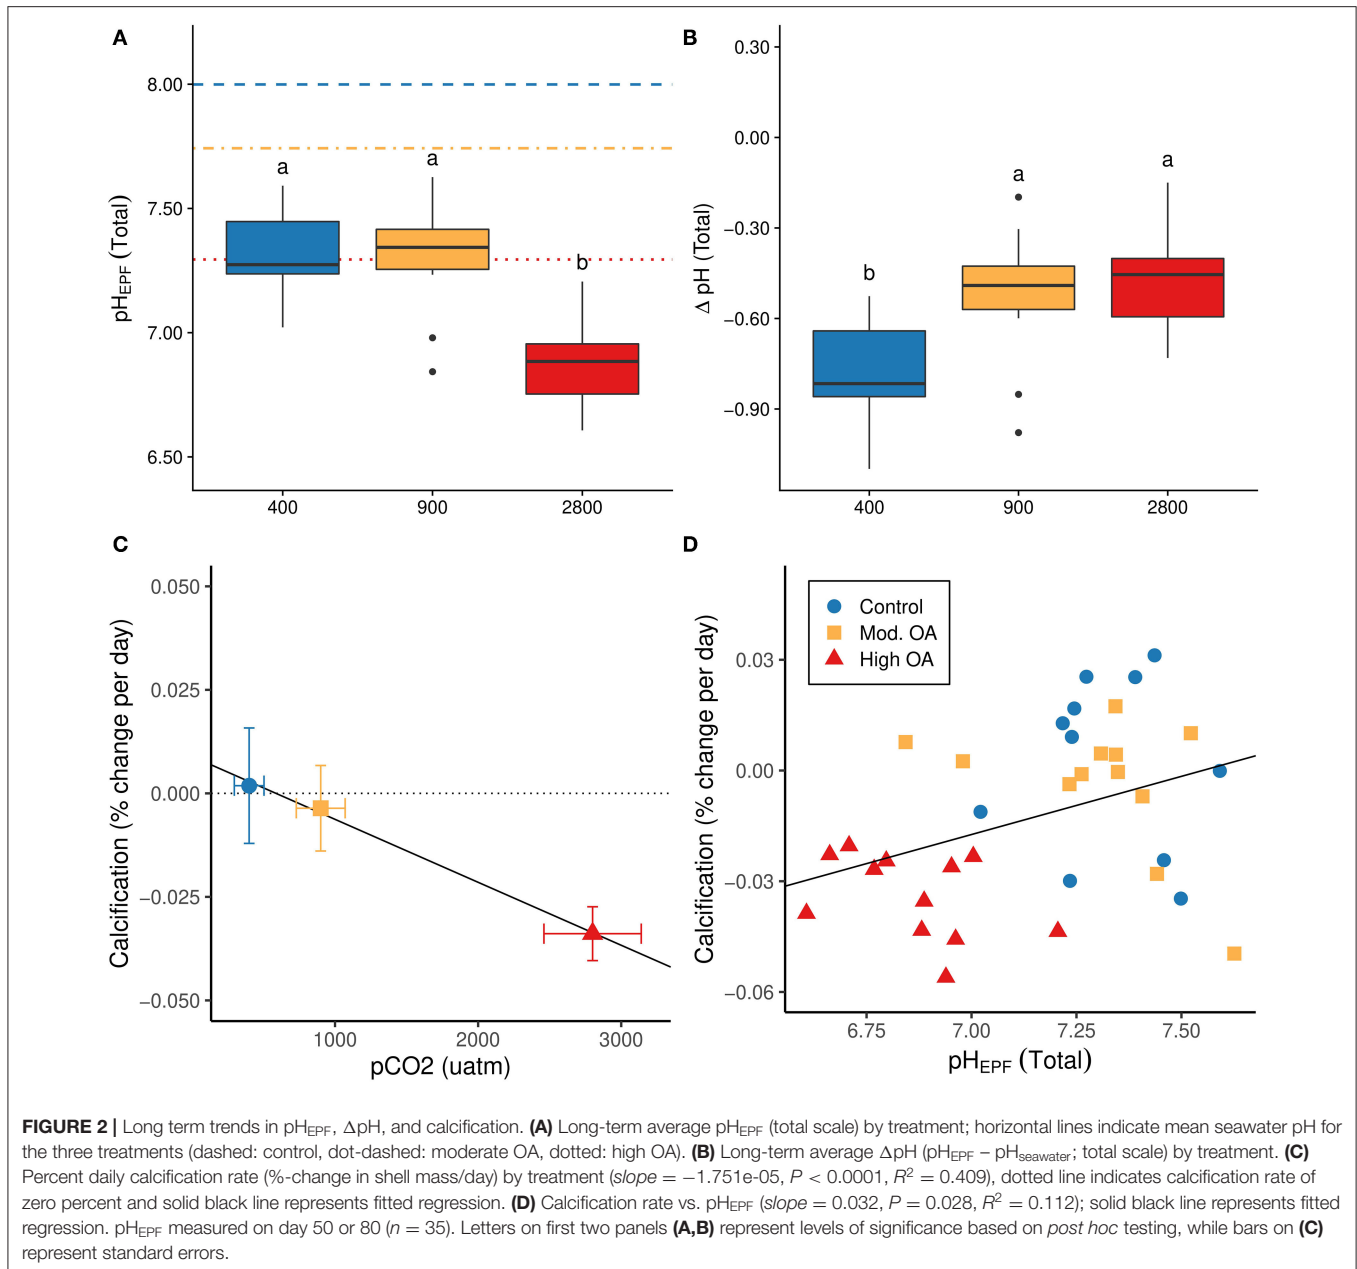 A
8.00
7.50
7.00
6.50
pH_EPF (Total)
a
a
b
400
900
2800
B
0.30
0.00
−0.30
−0.60
−0.90
Δ pH (Total)
b
a
a
400
900
2800
C
0.050
0.025
0.000
−0.025
−0.050
Calcification (% change per day)
1000
2000
3000
pCO2 (uatm)
D
Control
Mod. OA
High OA
0.03
0.00
−0.03
−0.06
Calcification (% change per day)
6.75
7.00
7.25
7.50
pH_EPF (Total)
FIGURE 2 | Long term trends in pH_EPF, ΔpH, and calcification. (A) Long-term average pH_EPF (total scale) by treatment; horizontal lines indicate mean seawater pH for
the three treatments (dashed: control, dot-dashed: moderate OA, dotted: high OA). (B) Long-term average ΔpH (pH_EPF – pH_seawater; total scale) by treatment. (C)
Percent daily calcification rate (%-change in shell mass/day) by treatment (slope = −1.751e-05, P < 0.0001, R² = 0.409), dotted line indicates calcification rate of
zero percent and solid black line represents fitted regression. (D) Calcification rate vs. pH_EPF (slope = 0.032, P = 0.028, R² = 0.112); solid black line represents fitted
regression. pH_EPF measured on day 50 or 80 (n = 35). Letters on first two panels (A,B) represent levels of significance based on post hoc testing, while bars on (C)
represent standard errors.